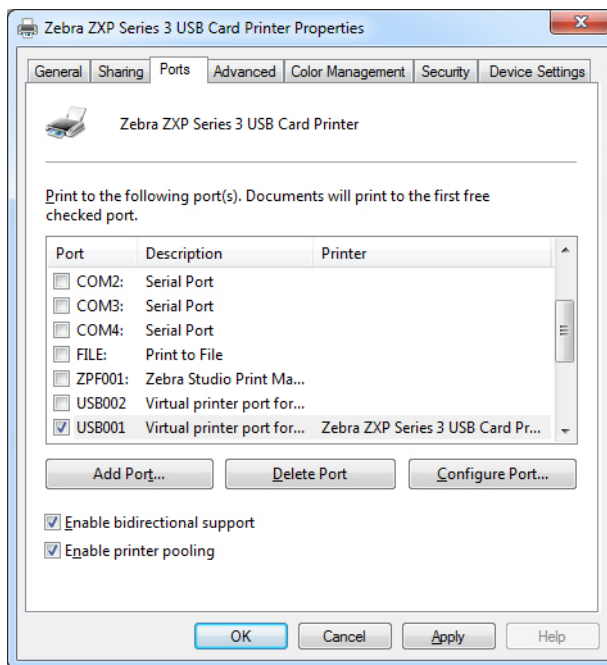 Zebra ZXP Series 3 USB Card Printer Properties
General Sharing Ports Advanced Color Management Security Device Settings
Zebra ZXP Series 3 USB Card Printer
Print to the following port(s). Documents will print to the first free
checked port.
Port Description Printer
COM2: Serial Port
COM3: Serial Port
COM4: Serial Port
FILE: Print to File
ZPF001: Zebra Studio Print Ma...
USB002 Virtual printer port for...
USB001 Virtual printer port for... Zebra ZXP Series 3 USB Card Pr...
Add Port... Delete Port Configure Port...
Enable bidirectional support
Enable printer pooling
OK Cancel Apply Help